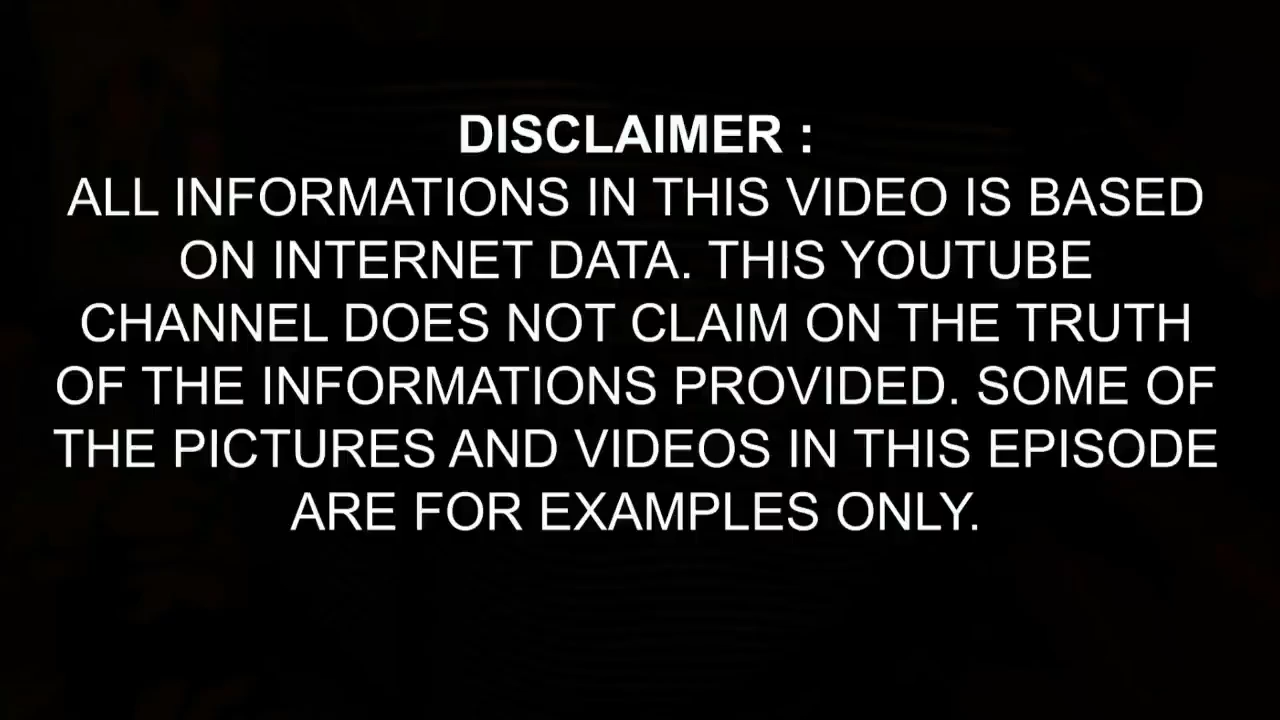 DISCLAIMER :
ALL INFORMATIONS IN THIS VIDEO IS BASED
ON INTERNET DATA. THIS YOUTUBE
CHANNEL DOES NOT CLAIM ON THE TRUTH
OF THE INFORMATIONS PROVIDED. SOME OF
THE PICTURES AND VIDEOS IN THIS EPISODE
ARE FOR EXAMPLES ONLY.